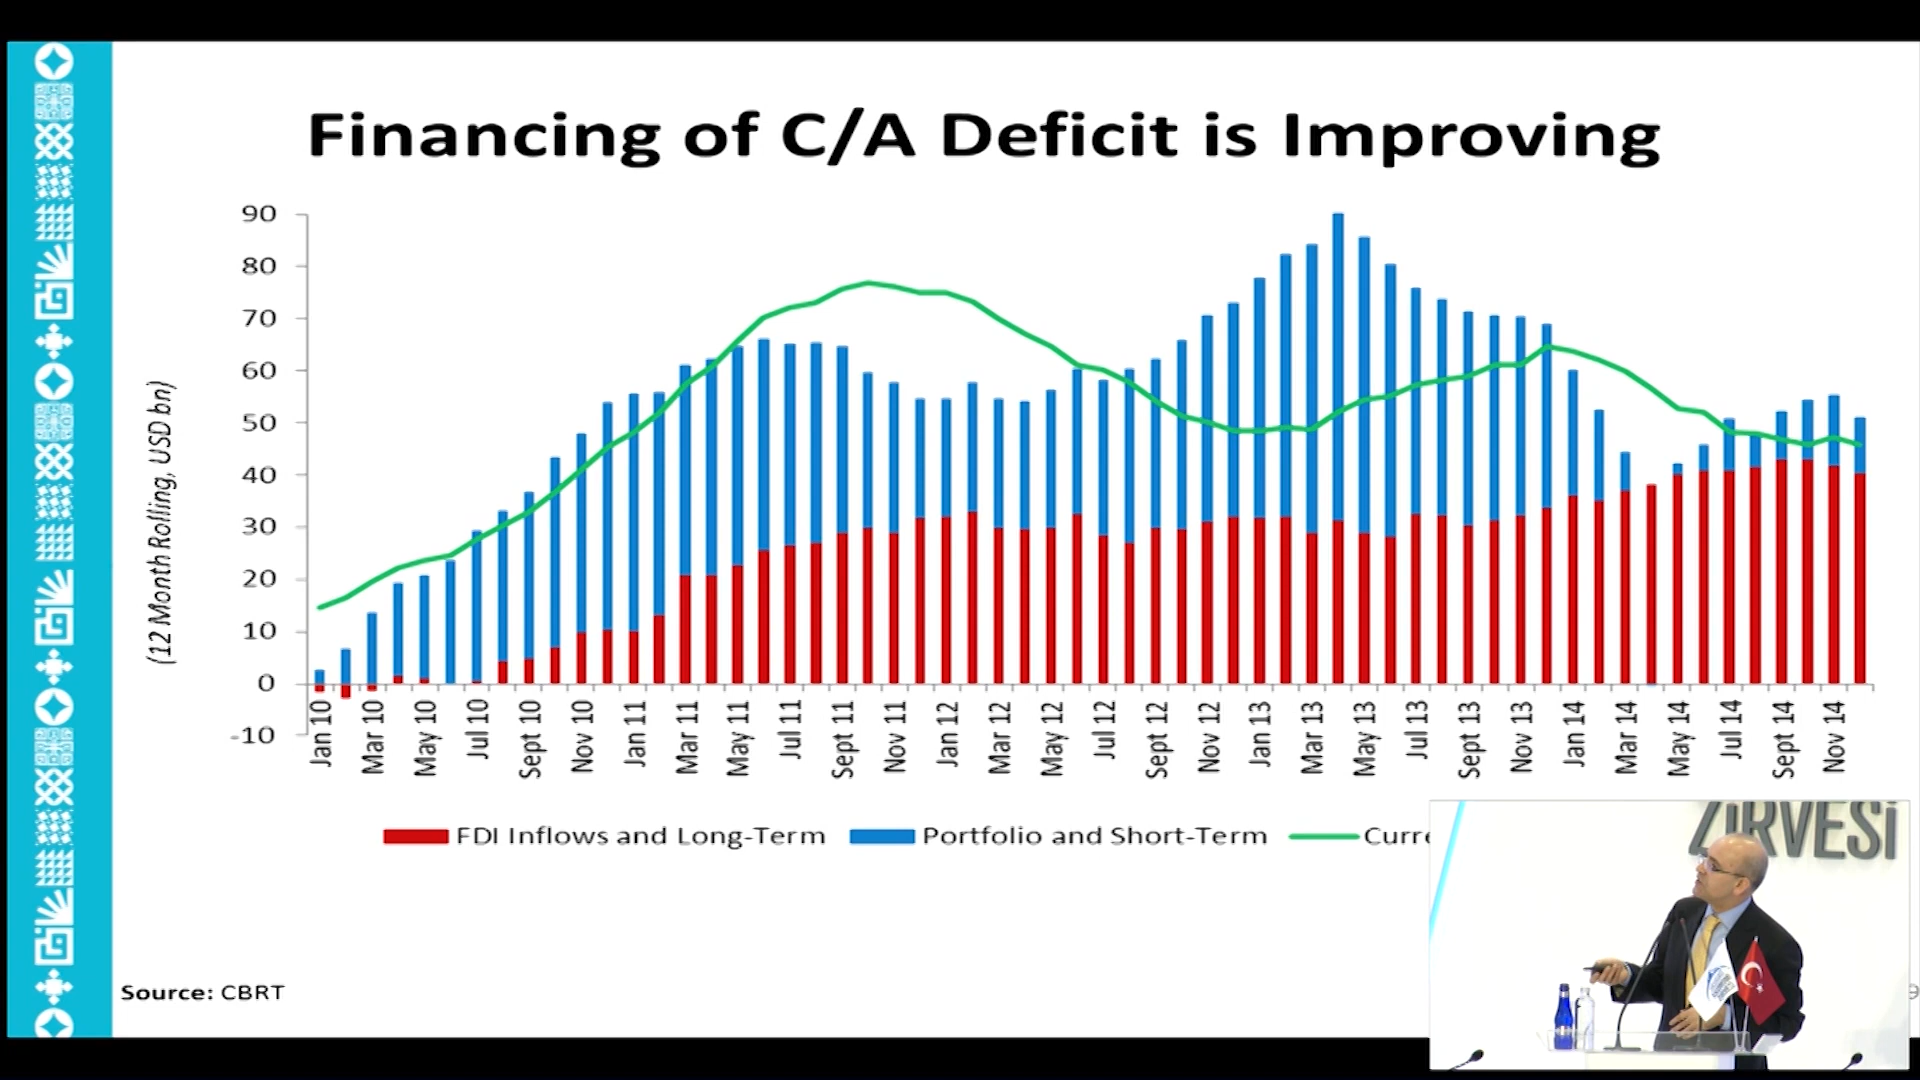 Financing of C/A Deficit is Improving
(12 Month Rolling, USD bn)
90
80
70
60
50
40
30
20
10
0
-10
Jan 10
Mar 10
May 10
Jul 10
Sept 10
Nov 10
Jan 11
Mar 11
May 11
Jul 11
Sept 11
Nov 11
Jan 12
Mar 12
May 12
Jul 12
Sept 12
Nov 12
Jan 13
Mar 13
May 13
Jul 13
Sept 13
Nov 13
Jan 14
Mar 14
May 14
Jul 14
Sept 14
Nov 14
FDI Inflows and Long-Term
Portfolio and Short-Term
Curre
ZİRVESİ
Source: CBRT
9